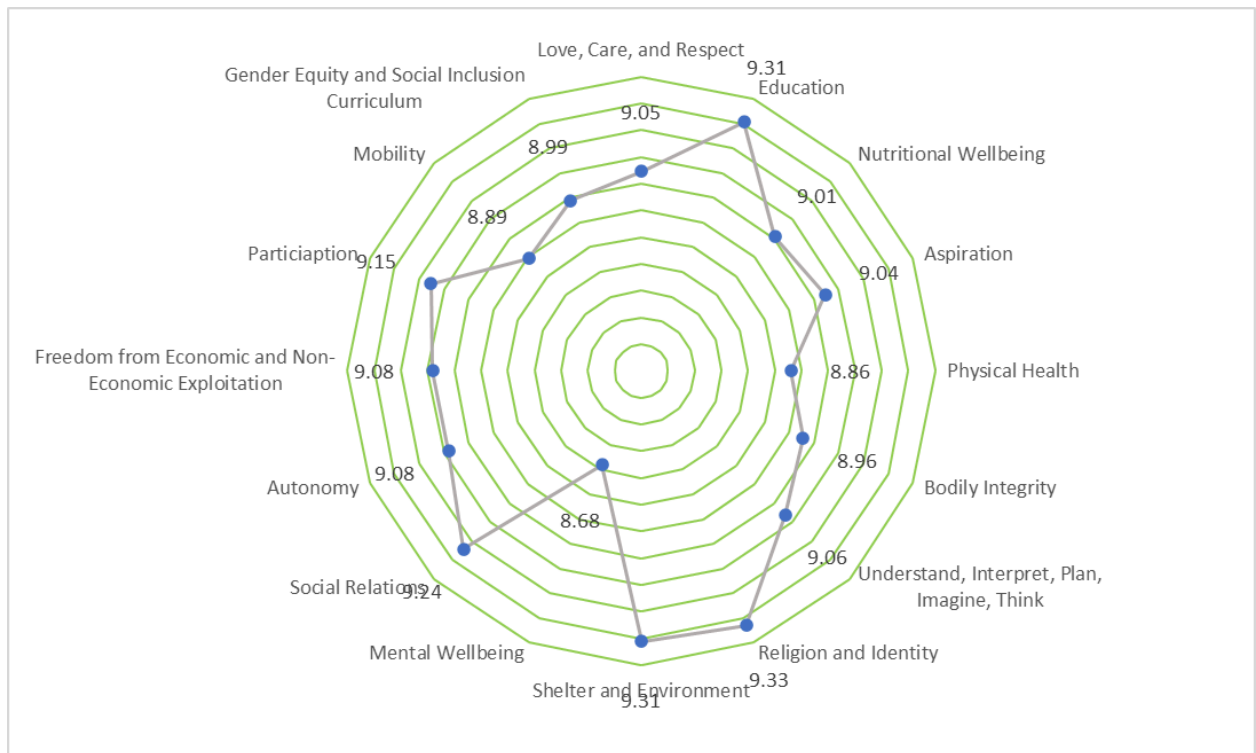 Love, Care, and Respect
9.31
Education
Gender Equity and Social Inclusion
Curriculum
9.05
8.99
Mobility
Nutritional Wellbeing
9.01
8.89
Particiaption
9.15
Aspiration
9.04
Freedom from Economic and Non-
Economic Exploitation
9.08
Physical Health
8.86
Autonomy
9.08
8.96
Bodily Integrity
8.68
9.06
Understand, Interpret, Plan,
Imagine, Think
Social Relations
9.24
Mental Wellbeing
Religion and Identity
9.33
Shelter and Environment
9.31